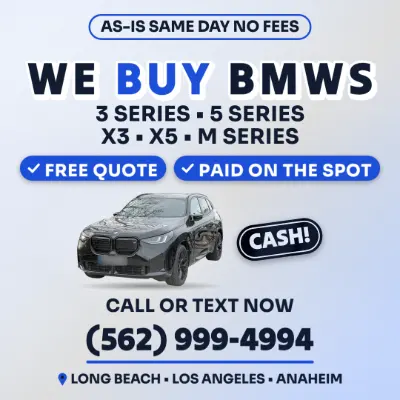 AS-IS SAME DAY NO FEES
WE BUY BMWS
3 SERIES • 5 SERIES
X3 • X5 • M SERIES
✓ FREE QUOTE ✓ PAID ON THE SPOT
CASH!
CALL OR TEXT NOW
(562) 999-4994
LONG BEACH • LOS ANGELES • ANAHEIM